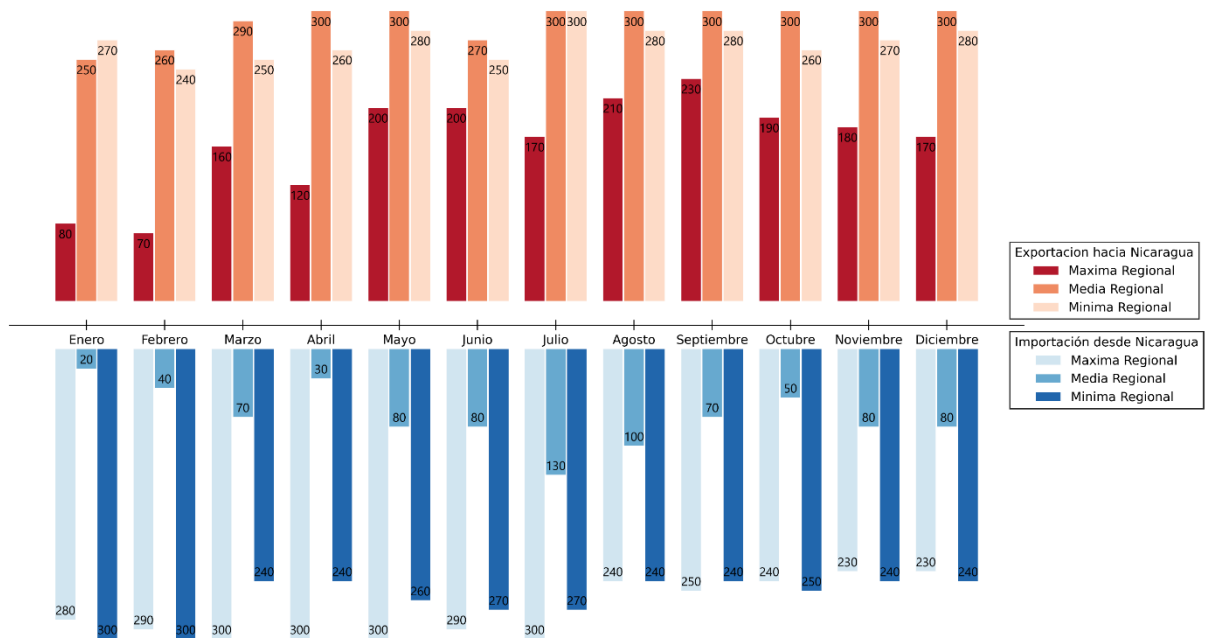 300 300 300 300 300 300 300 300 300
290
270 280 270 280 280 260 270 280
250 260 240 250 260 250
230
200 200 210 190 180 170
160 170
120
80 70
Exportacion hacia Nicaragua
Maxima Regional
Media Regional
Minima Regional
Enero Febrero Marzo Abril Mayo Junio Julio Agosto Septiembre Octubre Noviembre Diciembre
Importación desde Nicaragua
Maxima Regional
Media Regional
Minima Regional
20 40 70 30 80 80 130 100 70 50 80 80
240 240 260 270 270 240 240 250 240 240 250 230 240 230 240
280 300 290 300 300 300 300 290 300